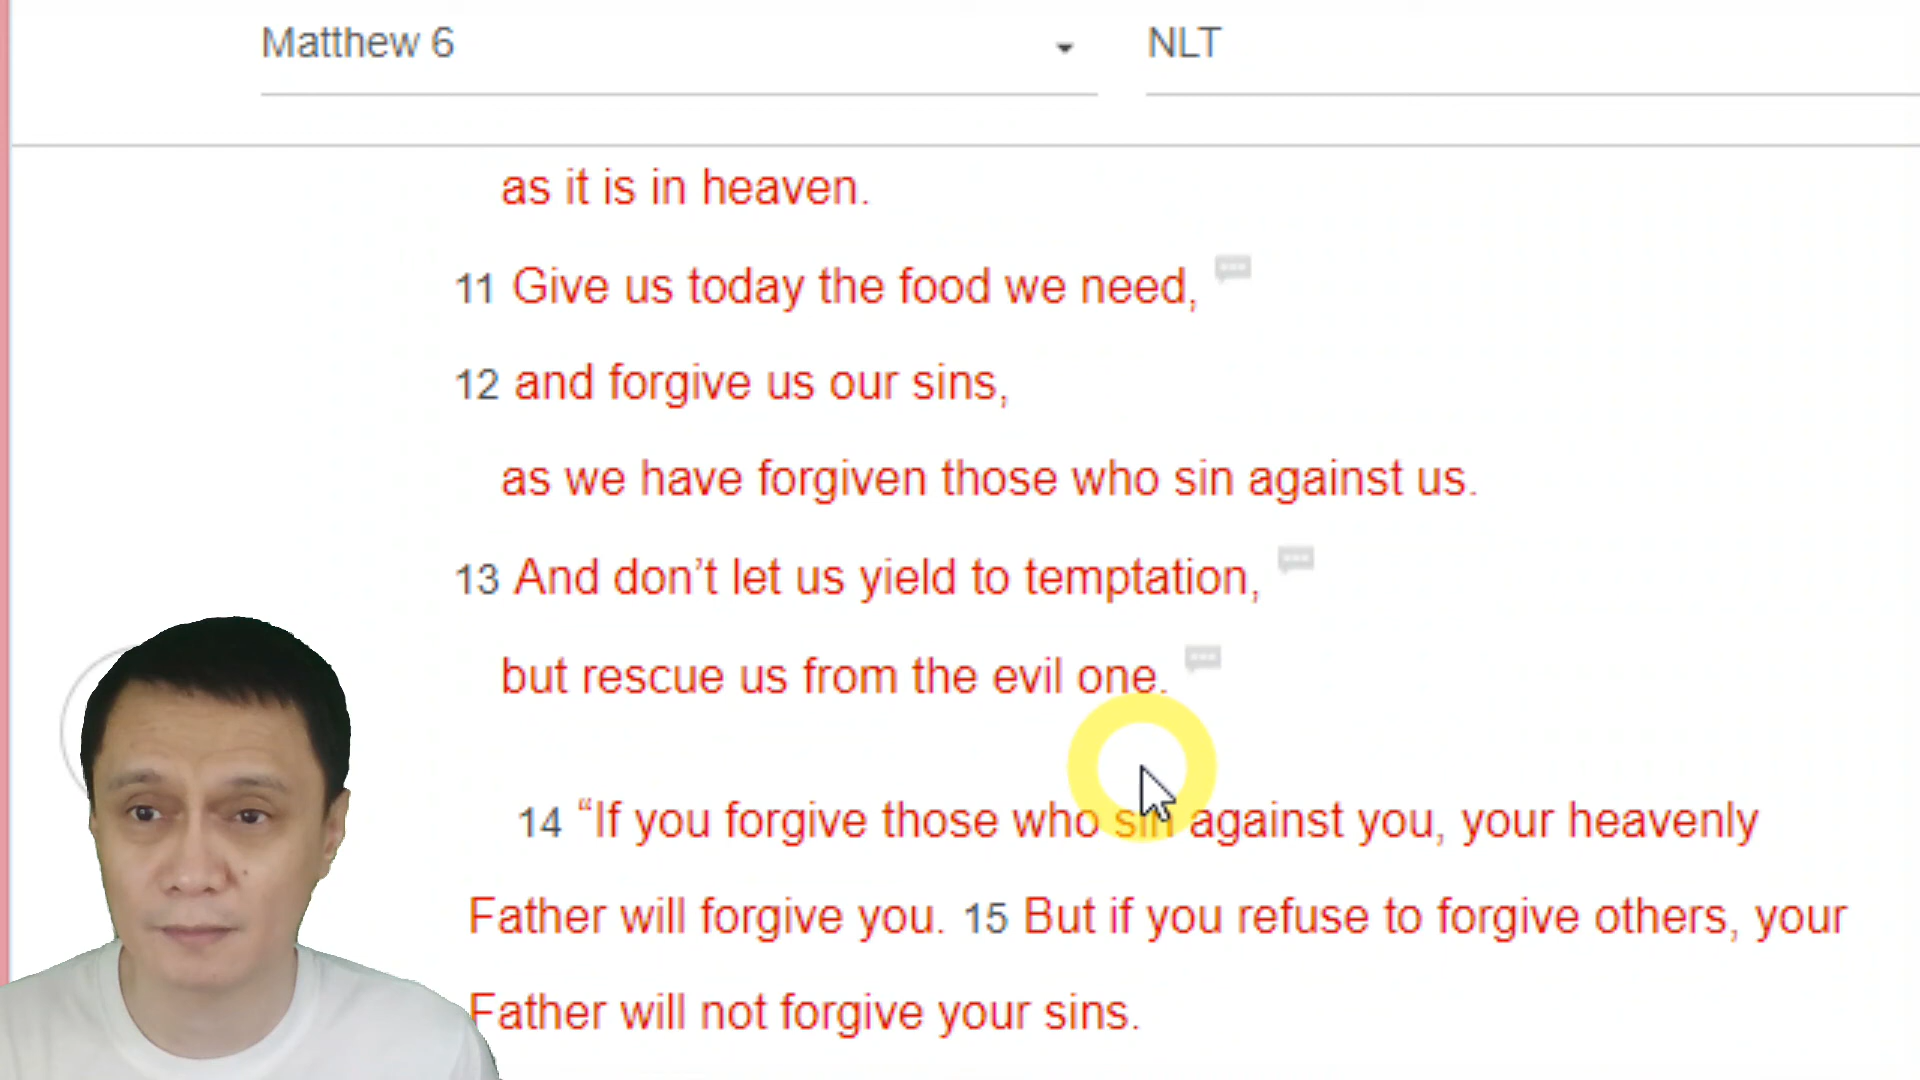 Matthew 6 NLT
as it is in heaven.
11 Give us today the food we need,
12 and forgive us our sins,
as we have forgiven those who sin against us.
13 And don’t let us yield to temptation,
but rescue us from the evil one.
14 “If you forgive those who sin against you, your heavenly
Father will forgive you. 15 But if you refuse to forgive others, your
Father will not forgive your sins.